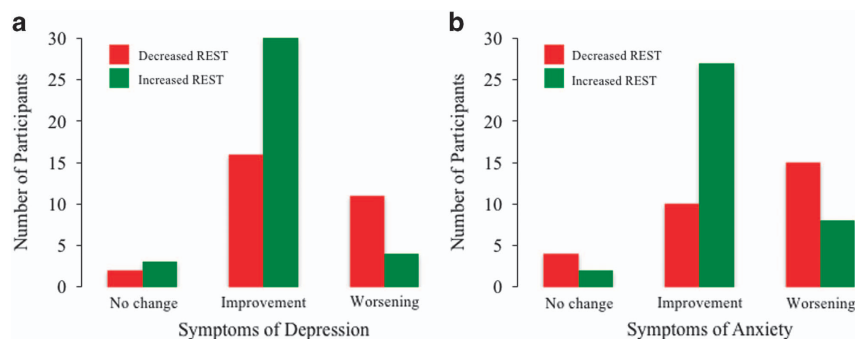 a
Number of Participants
30
25
20
15
10
5
0
Decreased REST
Increased REST
No change
Improvement
Worsening
Symptoms of Depression
b
Number of Participants
30
25
20
15
10
5
0
Decreased REST
Increased REST
No change
Improvement
Worsening
Symptoms of Anxiety